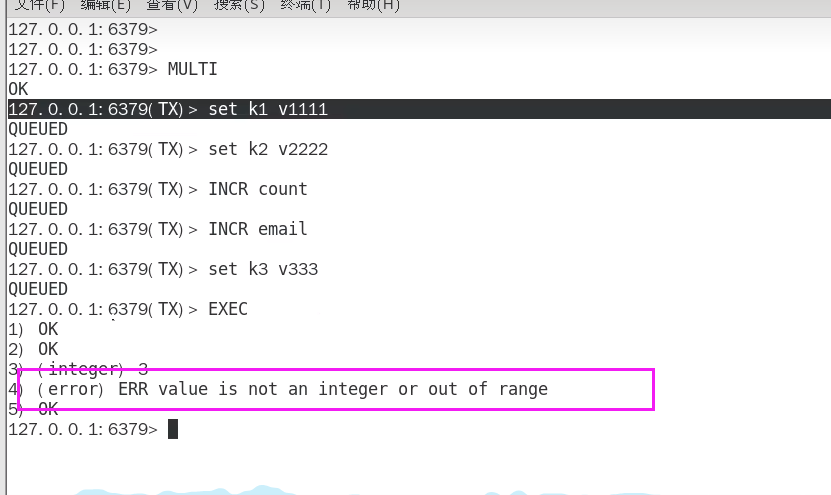 文件(F) 编辑(E) 查看(V) 搜索(S) 终端(T) 帮助(H)
127.0.0.1:6379>
127.0.0.1:6379>
127.0.0.1:6379> MULTI
OK
127.0.0.1:6379(TX)> set k1 v1111
QUEUED
127.0.0.1:6379(TX)> set k2 v2222
QUEUED
127.0.0.1:6379(TX)> INCR count
QUEUED
127.0.0.1:6379(TX)> INCR email
QUEUED
127.0.0.1:6379(TX)> set k3 v333
QUEUED
127.0.0.1:6379(TX)> EXEC
1) OK
2) OK
3) (integer) 3
4) (error) ERR value is not an integer or out of range
5) OK
127.0.0.1:6379>